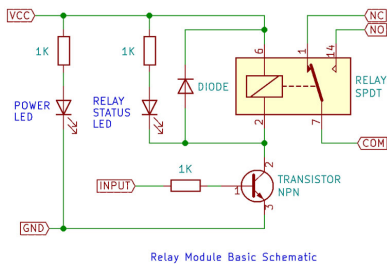 VCC
NC
NO
1K
1K
6
1
14
DIODE
RELAY
SPDT
POWER
LED
RELAY
STATUS
LED
2
7
COM
1K
2
TRANSISTOR
NPN
INPUT
1
3
GND
Relay Module Basic Schematic